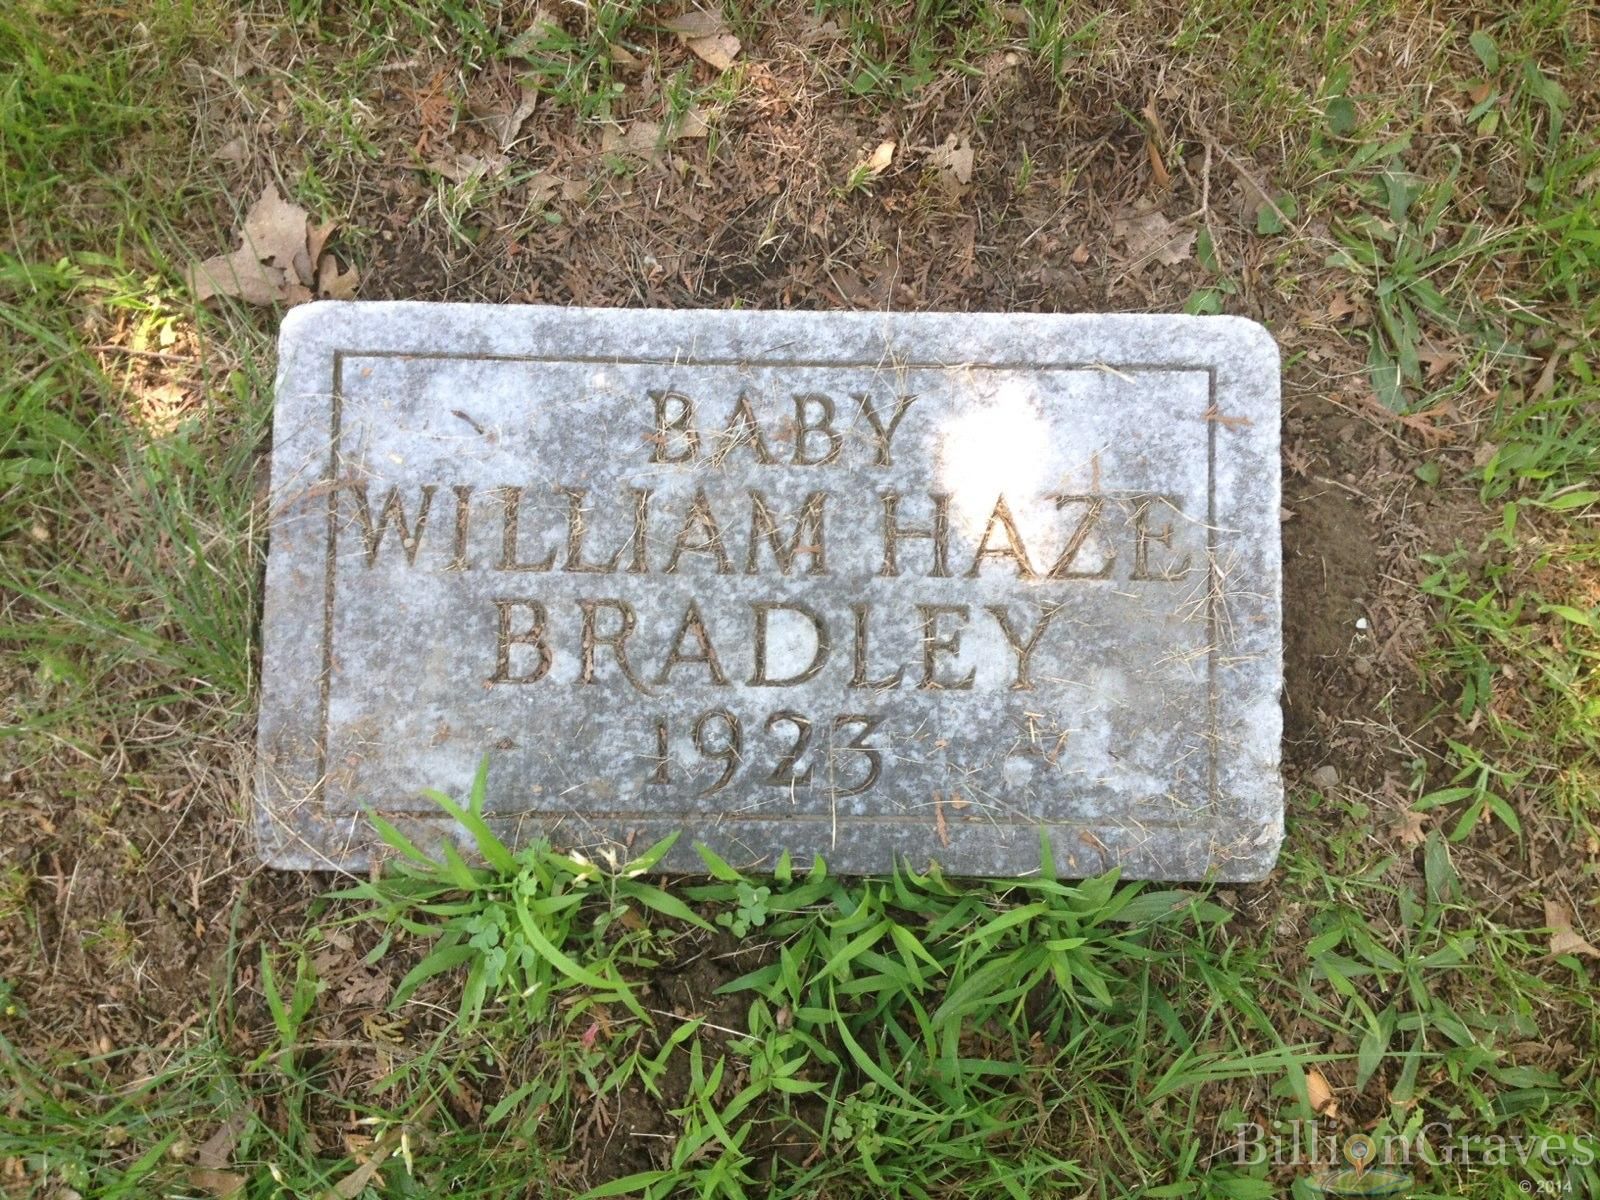 BABY
WILLIAM HAZE
BRADLEY
1923
BillionGraves
© 2014